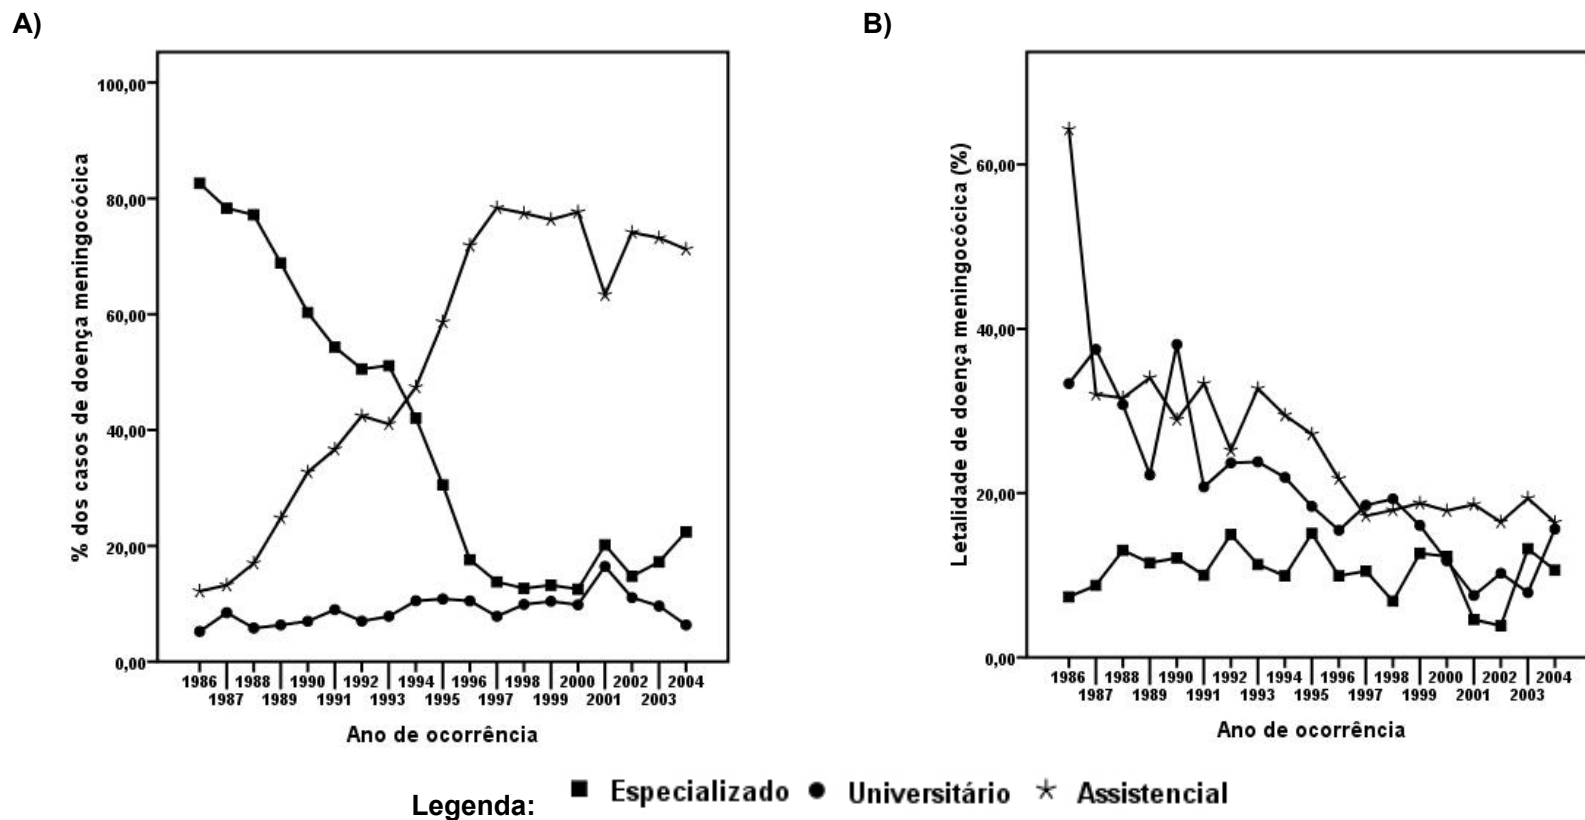 A)
B)
% dos casos de doença meningocócica
100,00
80,00
60,00
40,00
20,00
0,00
1986 1988 1990 1992 1994 1996 1998 2000 2002 2004
1987 1989 1991 1993 1995 1997 1999 2001 2003
Ano de ocorrência
Letalidade de doença meningocócica (%)
60,00
40,00
20,00
0,00
1986 1988 1990 1992 1994 1996 1998 2000 2002 2004
1987 1989 1991 1993 1995 1997 1999 2001 2003
Ano de ocorrência
Legenda: Especializado Universitário Assistencial